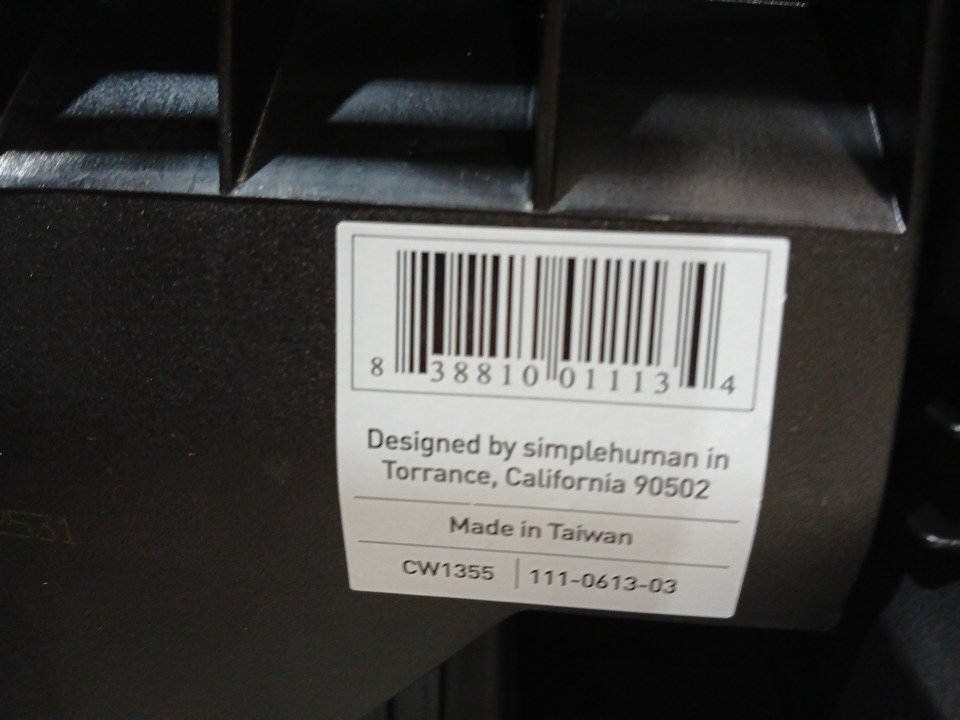 8 38810 01113 4
Designed by simplehuman in
Torrance, California 90502
Made in Taiwan
CW1355 | 111-0613-03